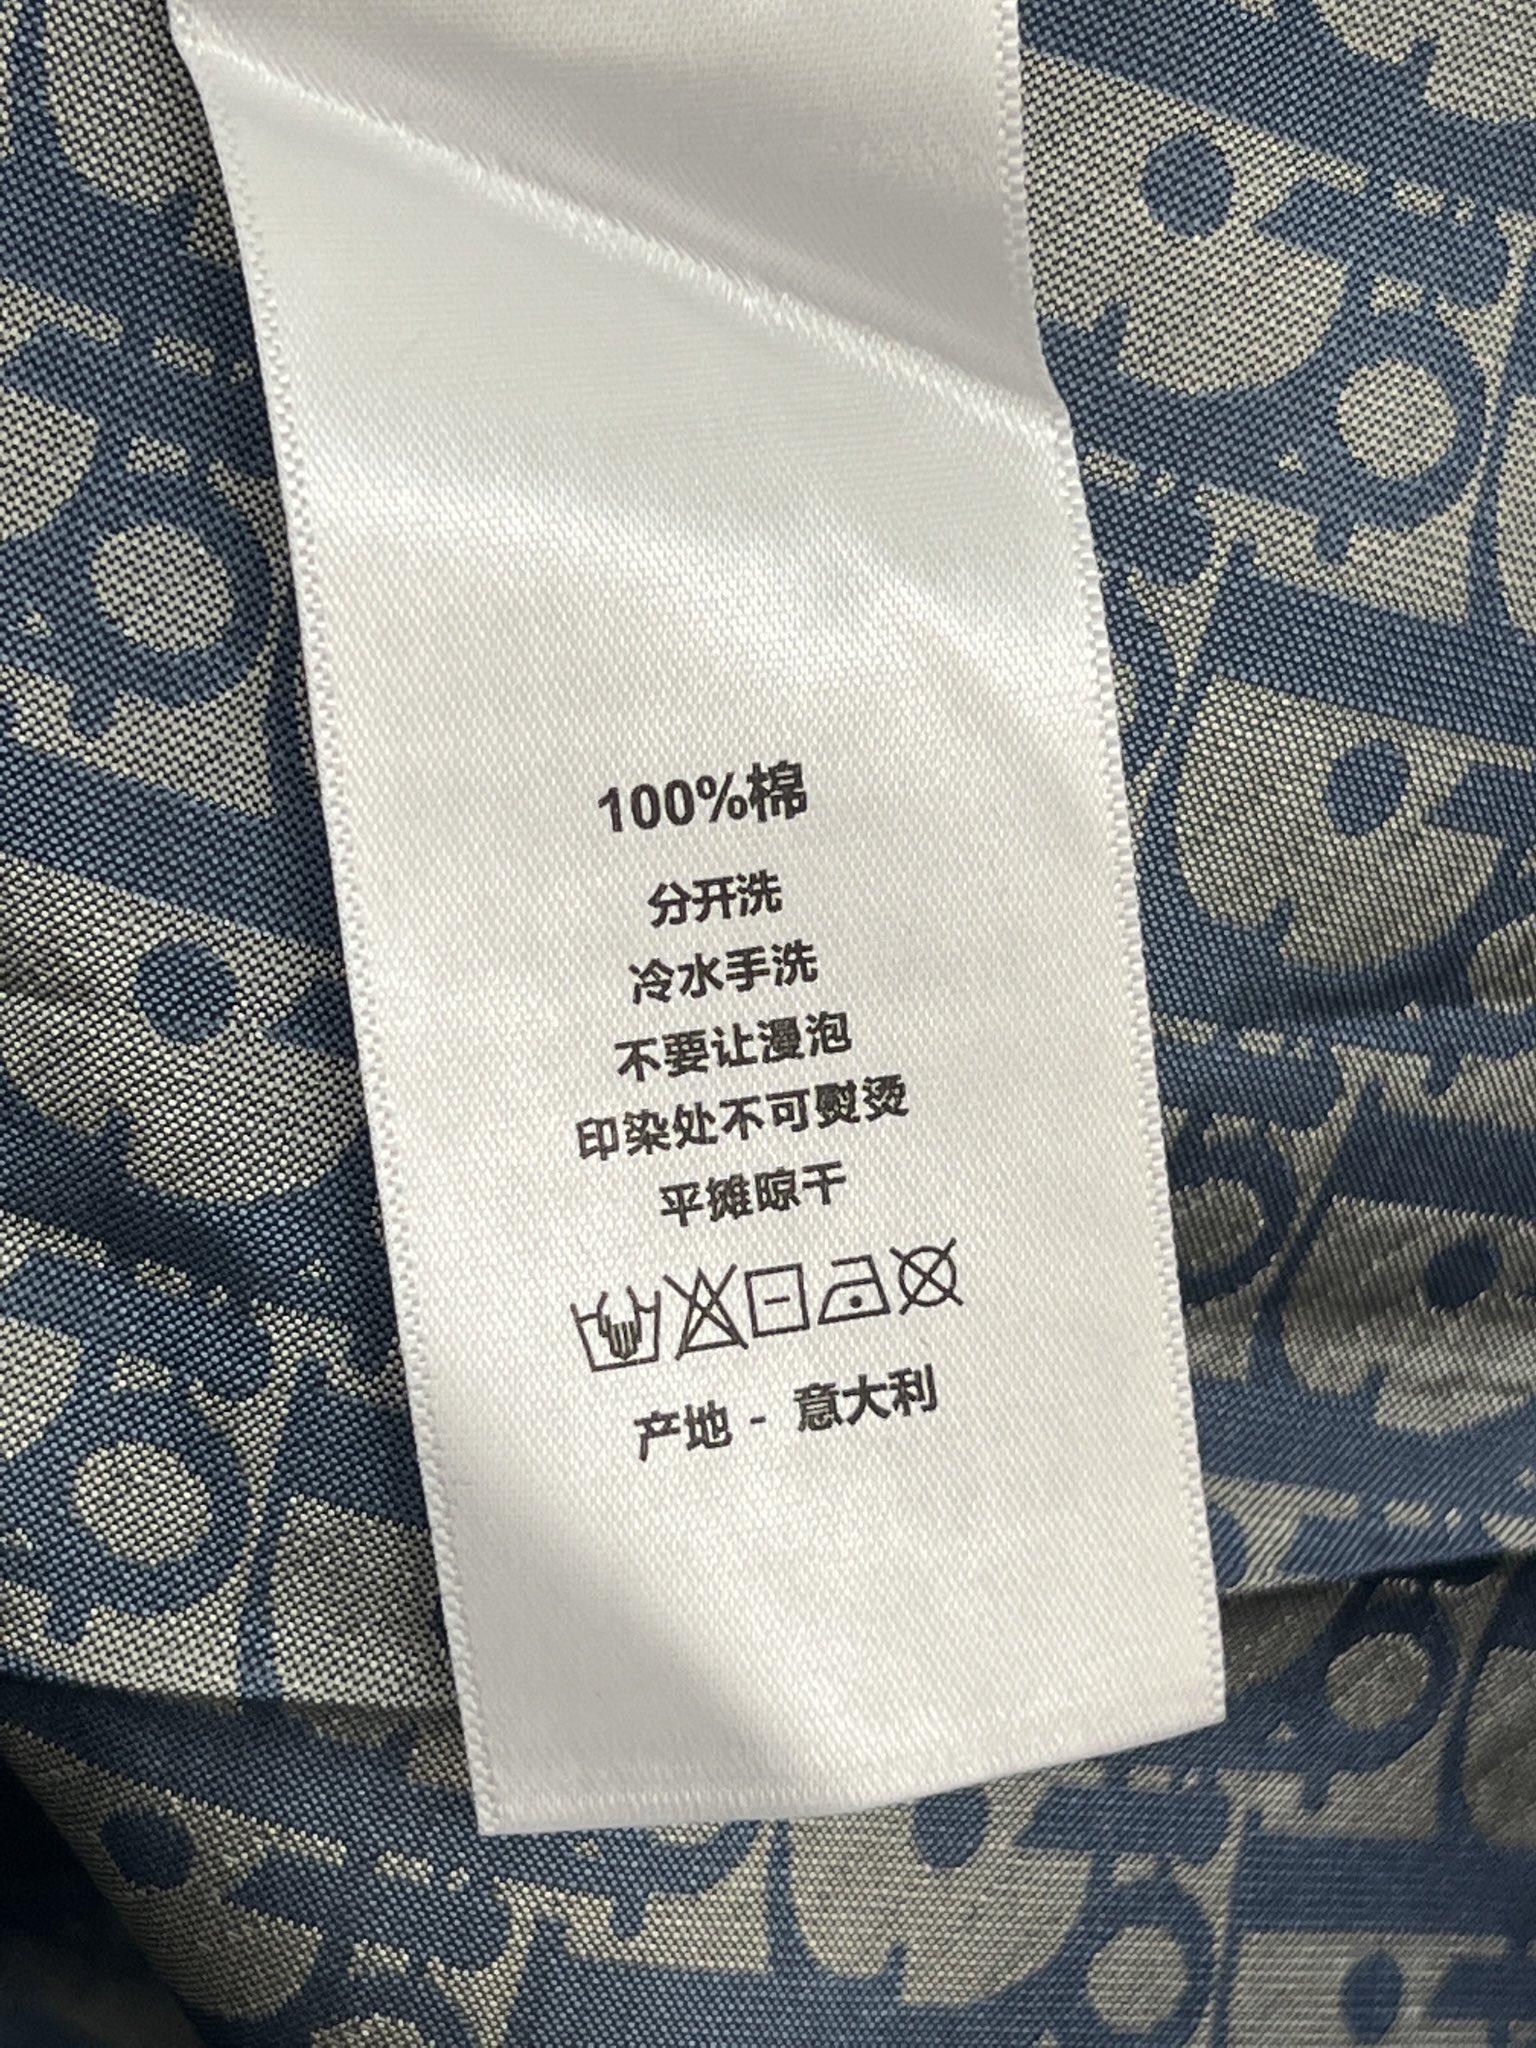 100%棉
分开洗
冷水手洗
不要让漫泡
印染处不可熨烫
平摊晾干
产地 - 意大利